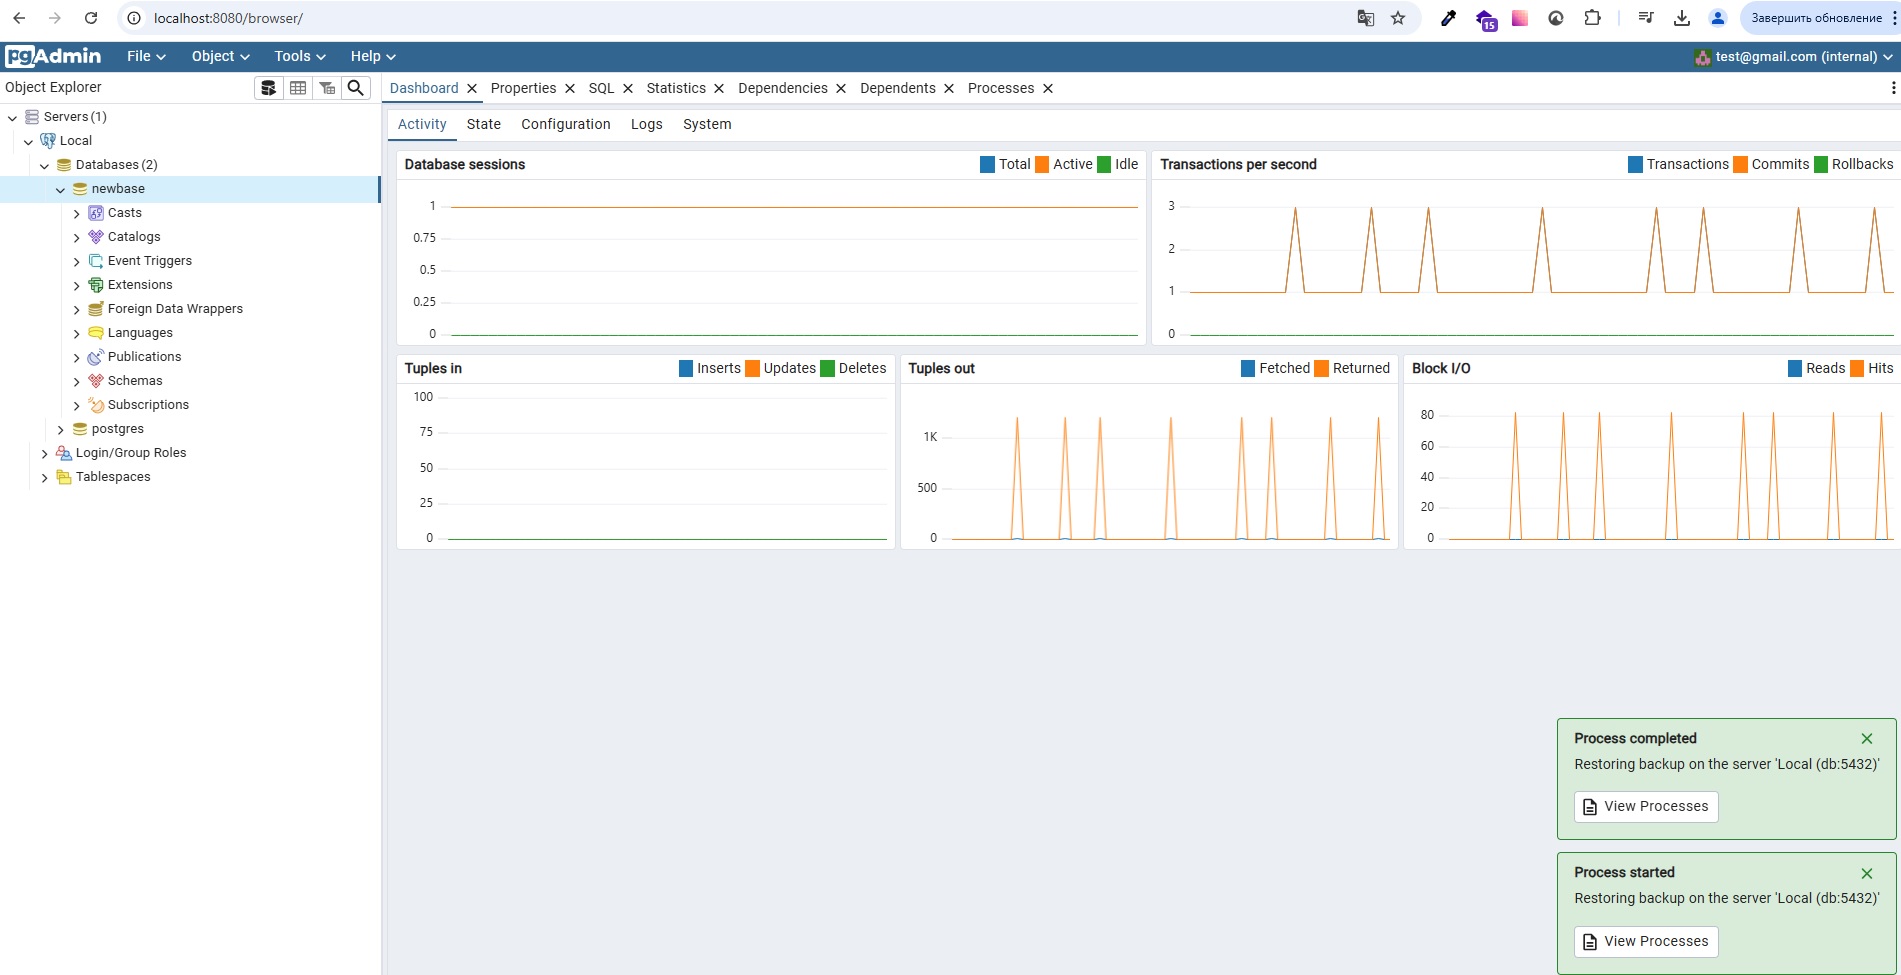 localhost:8080/browser/
15
Завершить обновление
pgAdmin
File
Object
Tools
Help
test@gmail.com (internal)
Object Explorer
Dashboard
Properties
SQL
Statistics
Dependencies
Dependents
Processes
Servers (1)
Local
Databases (2)
newbase
Casts
Catalogs
Event Triggers
Extensions
Foreign Data Wrappers
Languages
Publications
Schemas
Subscriptions
postgres
Login/Group Roles
Tablespaces
Activity
State
Configuration
Logs
System
Database sessions
Total
Active
Idle
1
0.75
0.5
0.25
0
Transactions per second
Transactions
Commits
Rollbacks
3
2
1
0
Tuples in
Inserts
Updates
Deletes
100
75
50
25
0
Tuples out
Fetched
Returned
1K
500
0
Block I/O
Reads
Hits
80
60
40
20
0
Process completed
Restoring backup on the server 'Local (db:5432)'
View Processes
Process started
Restoring backup on the server 'Local (db:5432)'
View Processes